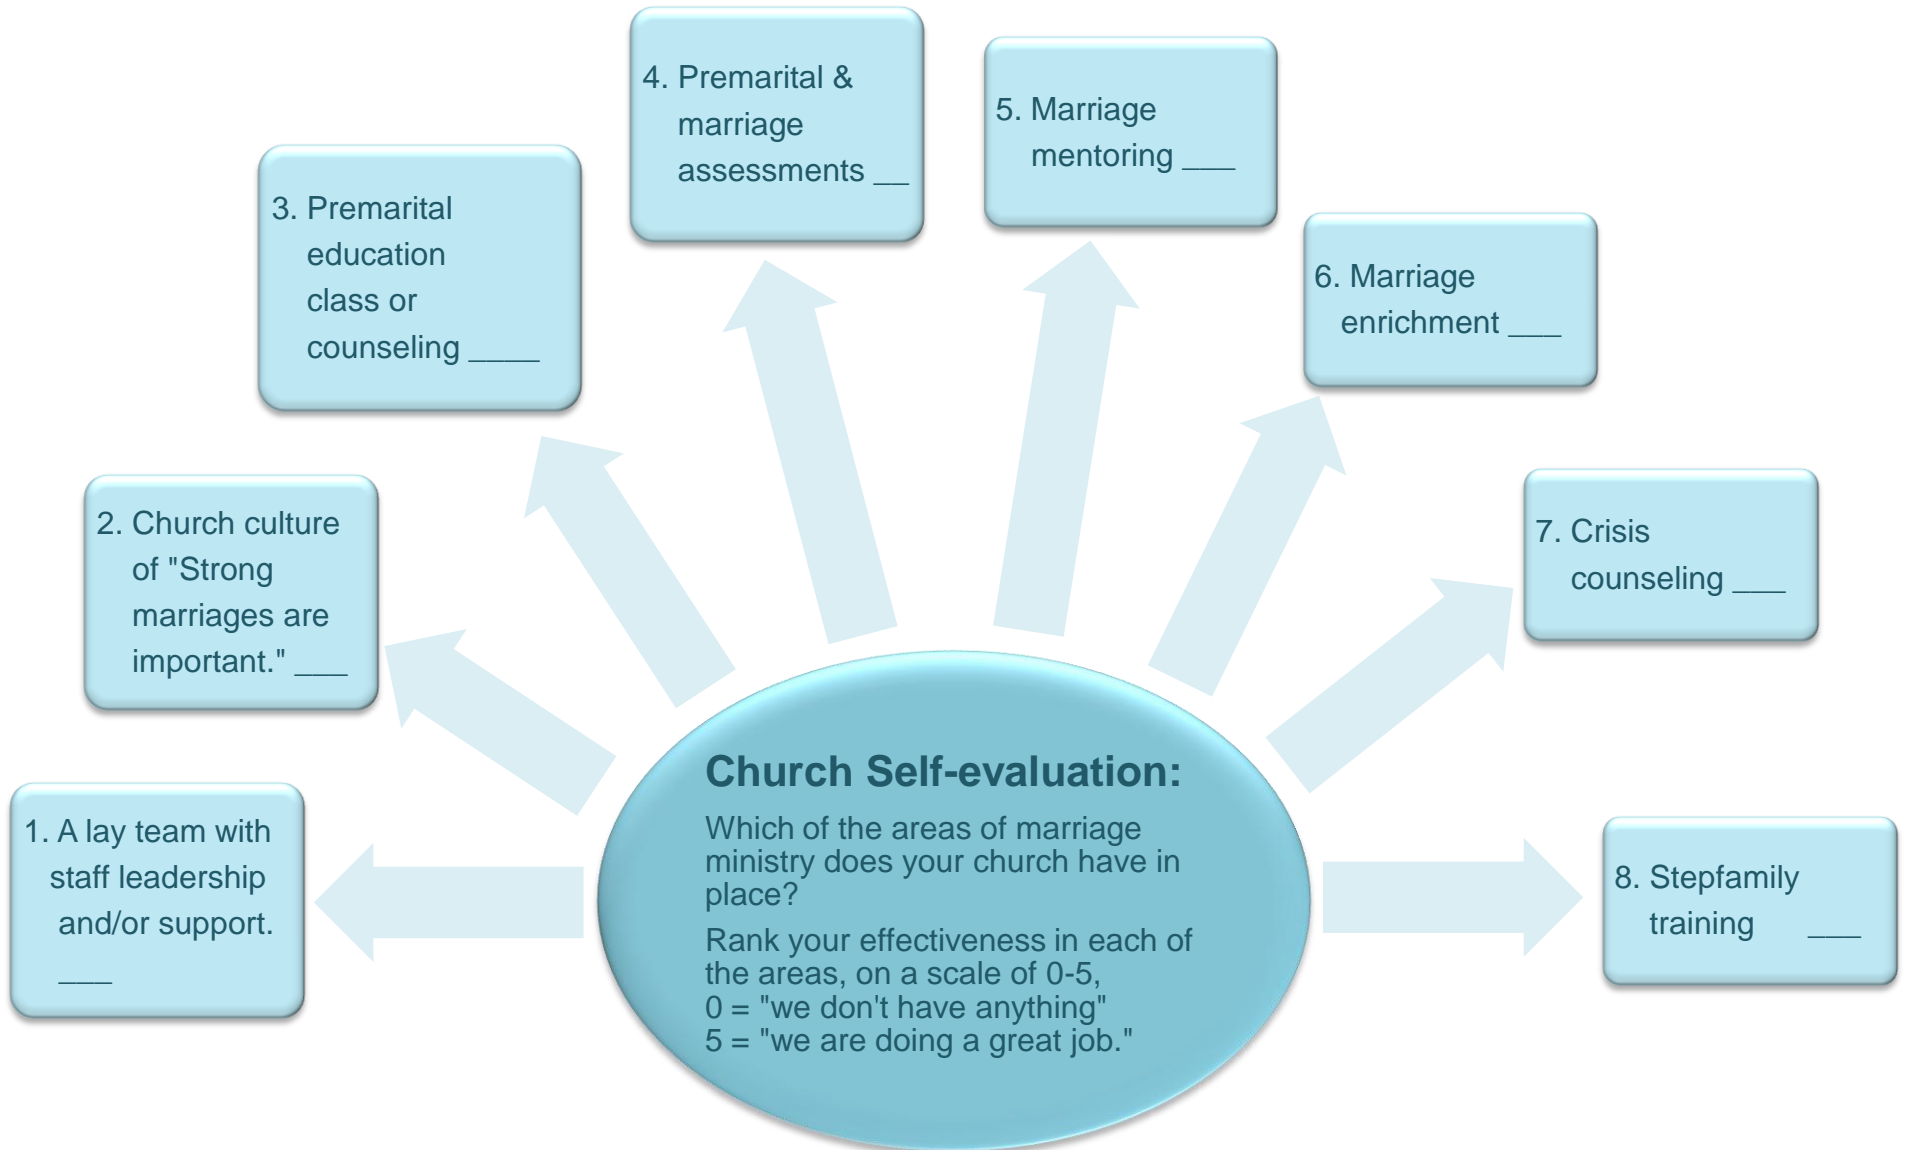 1. A lay team with
staff leadership
and/or support.
___
2. Church culture
of "Strong
marriages are
important." ___
3. Premarital
education
class or
counseling ____
4. Premarital &
marriage
assessments __
5. Marriage
mentoring ___
6. Marriage
enrichment ___
7. Crisis
counseling ___
8. Stepfamily
training ___
Church Self-evaluation:
Which of the areas of marriage
ministry does your church have in
place?
Rank your effectiveness in each of
the areas, on a scale of 0-5,
0 = "we don't have anything"
5 = "we are doing a great job."